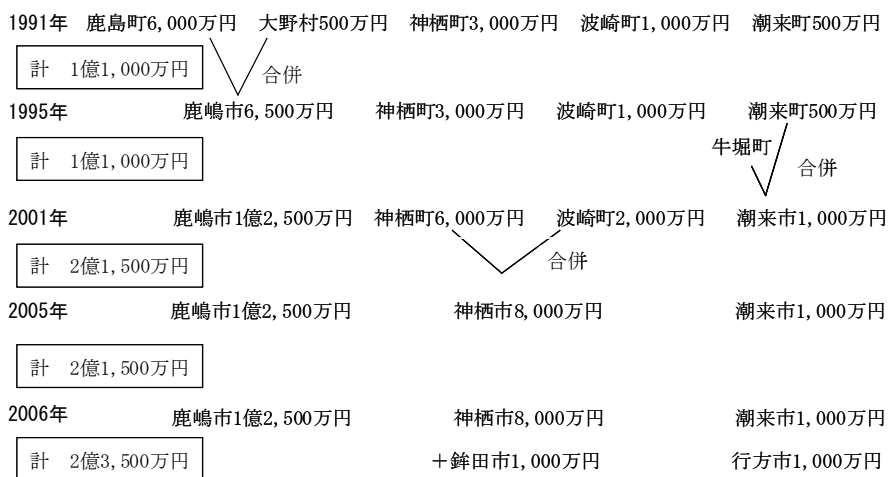 1991年 鹿島町6,000万円 大野村500万円 神栖町3,000万円 波崎町1,000万円 潮来町500万円
計 1億1,000万円 合併
1995年 鹿嶋市6,500万円 神栖町3,000万円 波崎町1,000万円 潮来町500万円
牛堀町
計 1億1,000万円 合併
2001年 鹿嶋市1億2,500万円 神栖町6,000万円 波崎町2,000万円 潮来市1,000万円
計 2億1,500万円 合併
2005年 鹿嶋市1億2,500万円 神栖市8,000万円 潮来市1,000万円
計 2億1,500万円
2006年 鹿嶋市1億2,500万円 神栖市8,000万円 潮来市1,000万円
計 2億3,500万円 +鉾田市1,000万円 行方市1,000万円